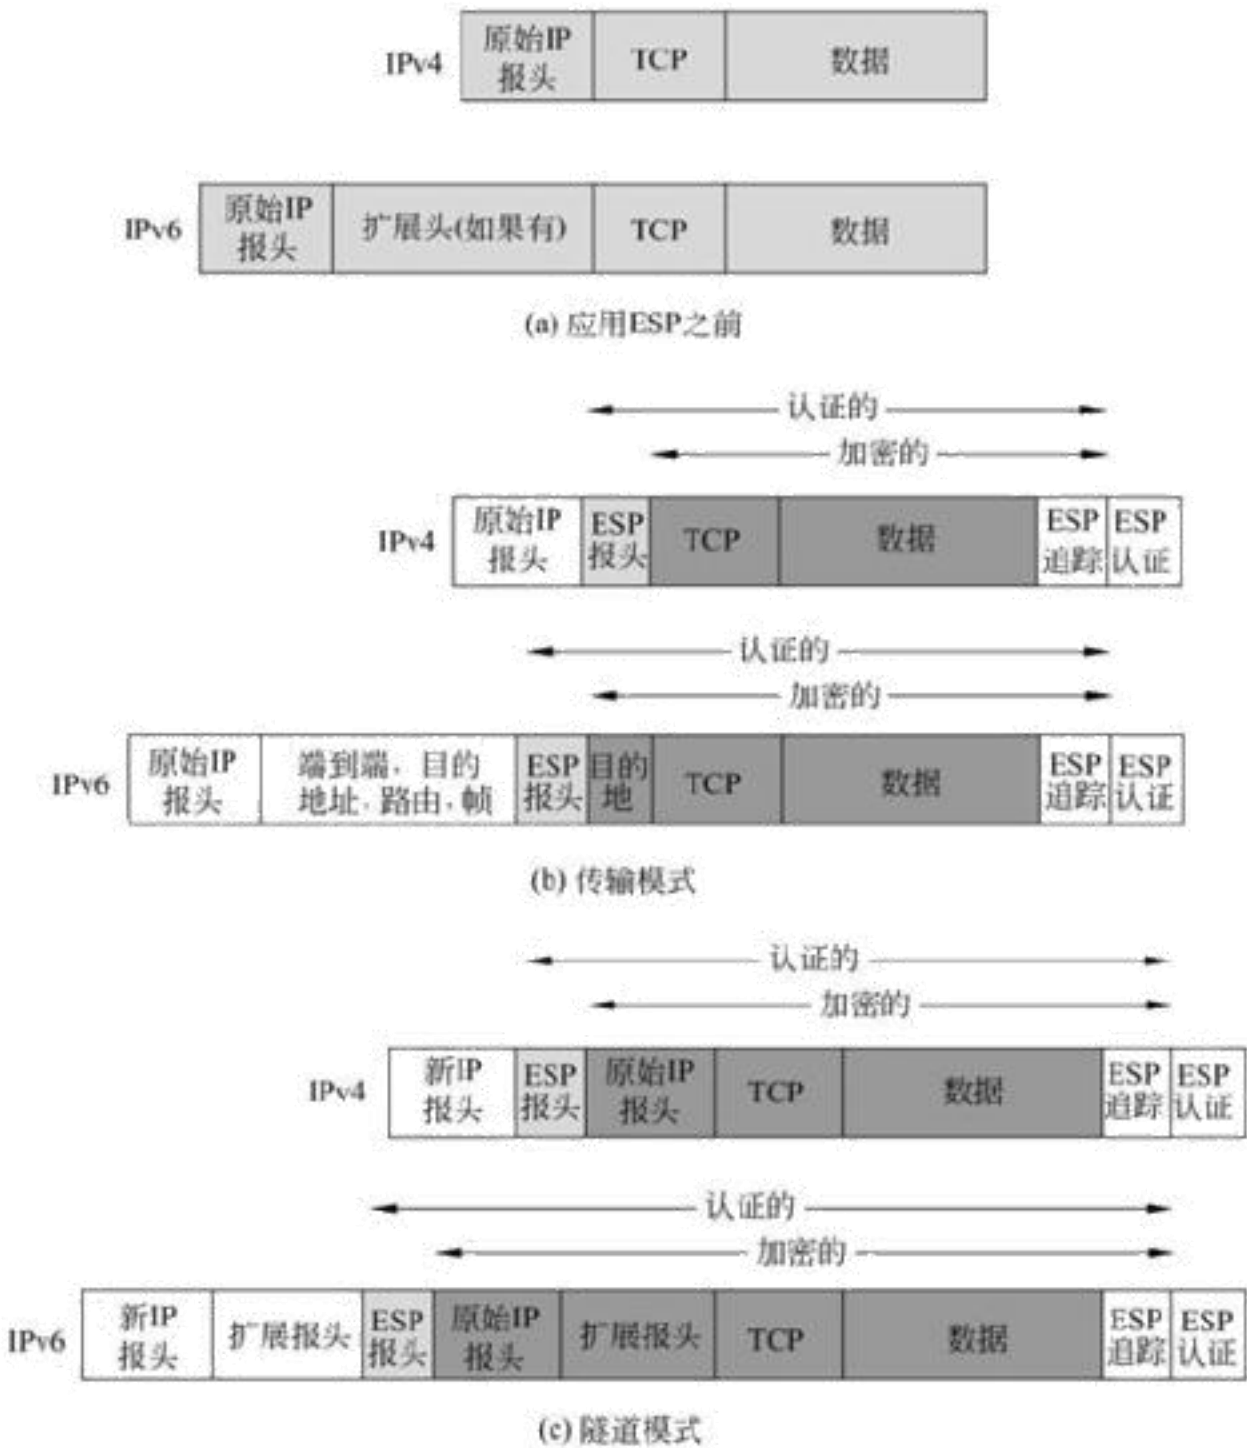 原始IP
报头
IPv4
TCP
数据
原始IP
报头
IPv6
扩展头(如果有)
TCP
数据
(a) 应用ESP之前
认证的
加密的
原始IP
报头
IPv4
ESP
报头
TCP
数据
ESP
追踪
ESP
认证
认证的
加密的
原始IP
报头
IPv6
端到端，目的
地址，路由，帧
ESP
报头
目的
地
TCP
数据
ESP
追踪
ESP
认证
(b) 传输模式
认证的
加密的
IPv4
新IP
报头
ESP
报头
原始IP
报头
TCP
数据
ESP
追踪
ESP
认证
认证的
加密的
IPv6
新IP
报头
扩展报头
ESP
报头
原始IP
报头
扩展报头
TCP
数据
ESP
追踪
ESP
认证
(c) 隧道模式